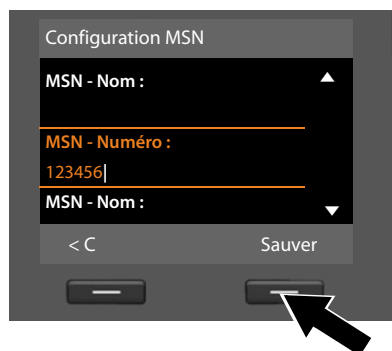 Configuration MSN
MSN - Nom :
MSN - Numéro :
123456
MSN - Nom :
< C Sauver